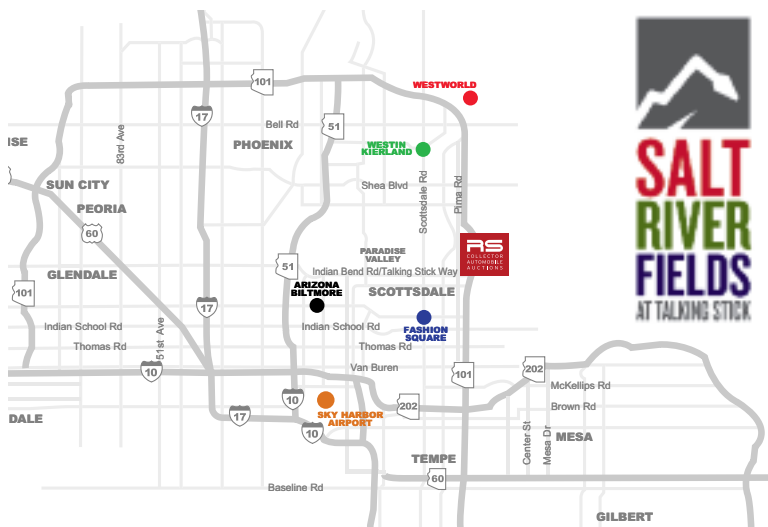 WESTWORLD
101
17
Bell Rd
51
ISE
83rd Ave
PHOENIX
WESTIN
KIERLAND
SUN CITY
Shea Blvd
Scottsdale Rd
Pima Rd
PEORIA
60
RS
COLLECTOR
AUTOMOBILE
AUCTIONS
PARADISE
VALLEY
51
Indian Bend Rd/Talking Stick Way
GLENDALE
ARIZONA
BILTMORE
SCOTTSDALE
101
17
Indian School Rd
51st Ave
Indian School Rd
FASHION
SQUARE
Thomas Rd
Thomas Rd
Van Buren
10
101
202
McKellips Rd
10
202
Brown Rd
17
SKY HARBOR
AIRPORT
DALE
10
Center St
Mesa Dr
MESA
TEMPE
60
Baseline Rd
GILBERT
SALT
RIVER
FIELDS
AT TALKING STICK